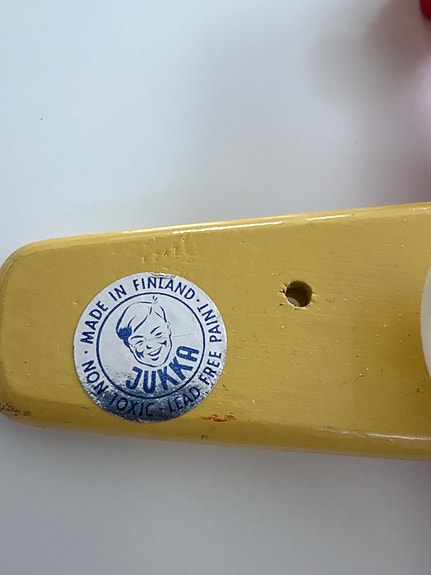 · MADE IN FINLAND · NON TOXIC LEAD FREE PAINT
JUKKA